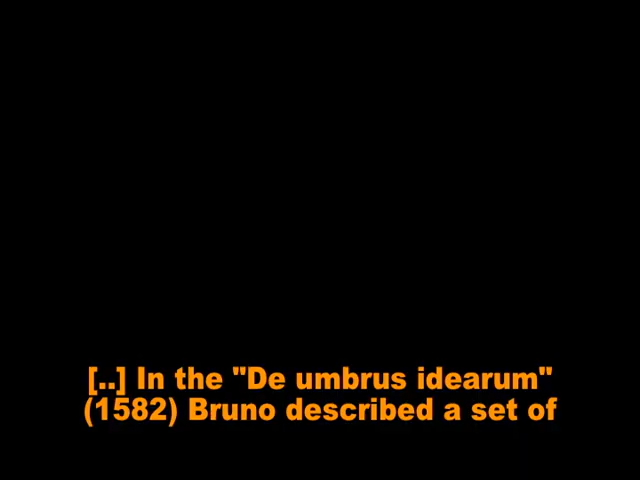 [..] In the "De umbrus idearum"
(1582) Bruno described a set of